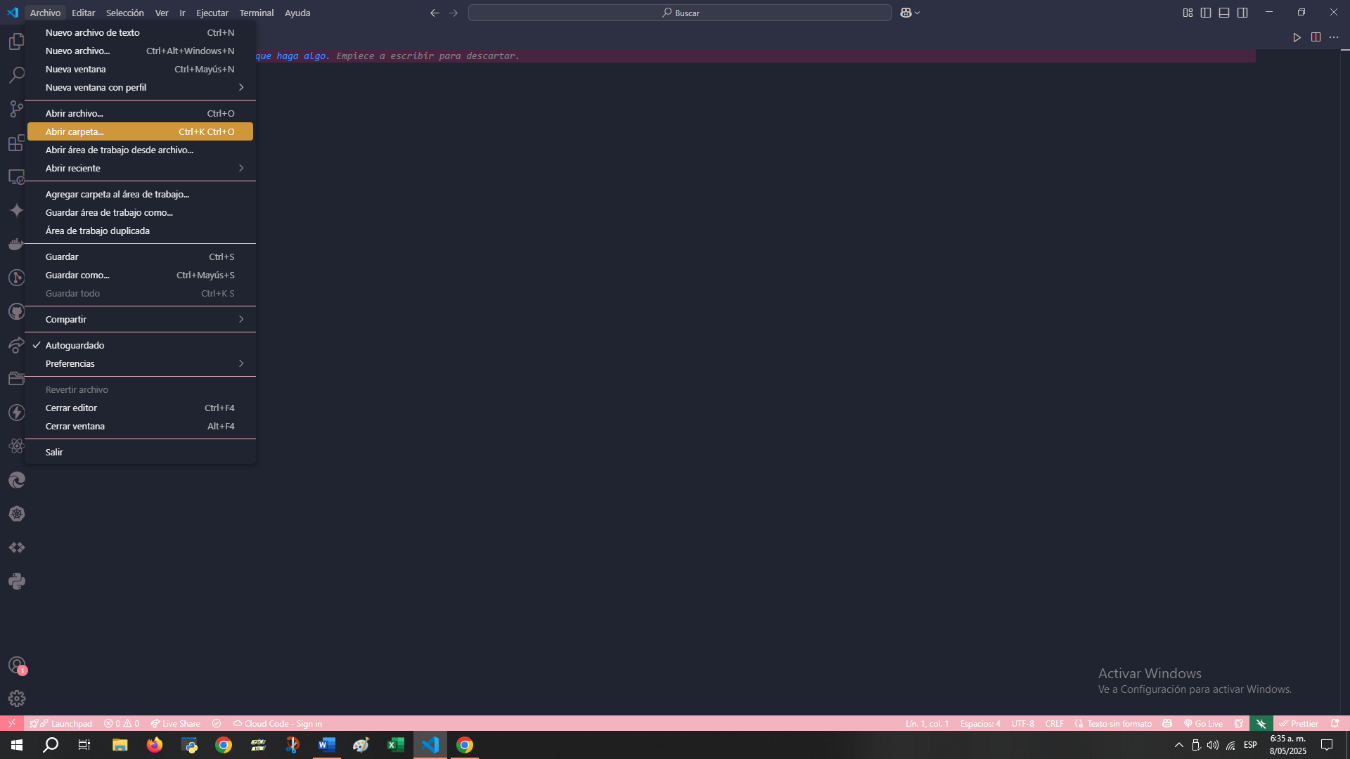 Archivo Editar Selección Ver Ir Ejecutar Terminal Ayuda Buscar
Nuevo archivo de texto Ctrl+N
Nuevo archivo... Ctrl+Alt+Windows+N
que haga algo. Empiece a escribir para descartar.
Nueva ventana Ctrl+Mayús+N
Nueva ventana con perfil
Abrir archivo... Ctrl+O
Abrir carpeta... Ctrl+K Ctrl+O
Abrir área de trabajo desde archivo...
Abrir reciente
Agregar carpeta al área de trabajo...
Guardar área de trabajo como...
Área de trabajo duplicada
Guardar Ctrl+S
Guardar como... Ctrl+Mayús+S
Guardar todo Ctrl+K S
Compartir
Autoguardado
Preferencias
Revertir archivo
Cerrar editor Ctrl+F4
Cerrar ventana Alt+F4
Salir
Activar Windows
Ve a Configuración para activar Windows.
1
Launchpad 0 0 Live Share Cloud Code - Sign in Lín. 1, col. 1 Espacios: 4 UTF-8 CRLF Texto sin formato Go Live Prettier
ESP 6:35 a. m.
8/05/2025